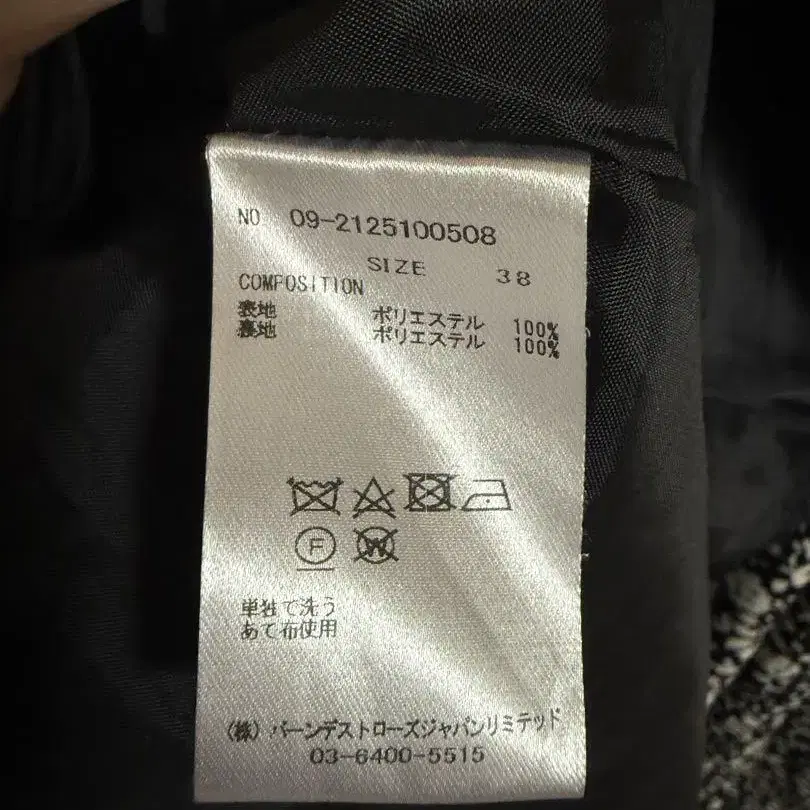 NO 09-2125100508
SIZE 38
COMPOSITION
表地 ポリエステル 100%
裏地 ポリエステル 100%
F W
単独で洗う
あて布使用
(株) バーンデストローズジャパンリミテッド
03-6400-5515